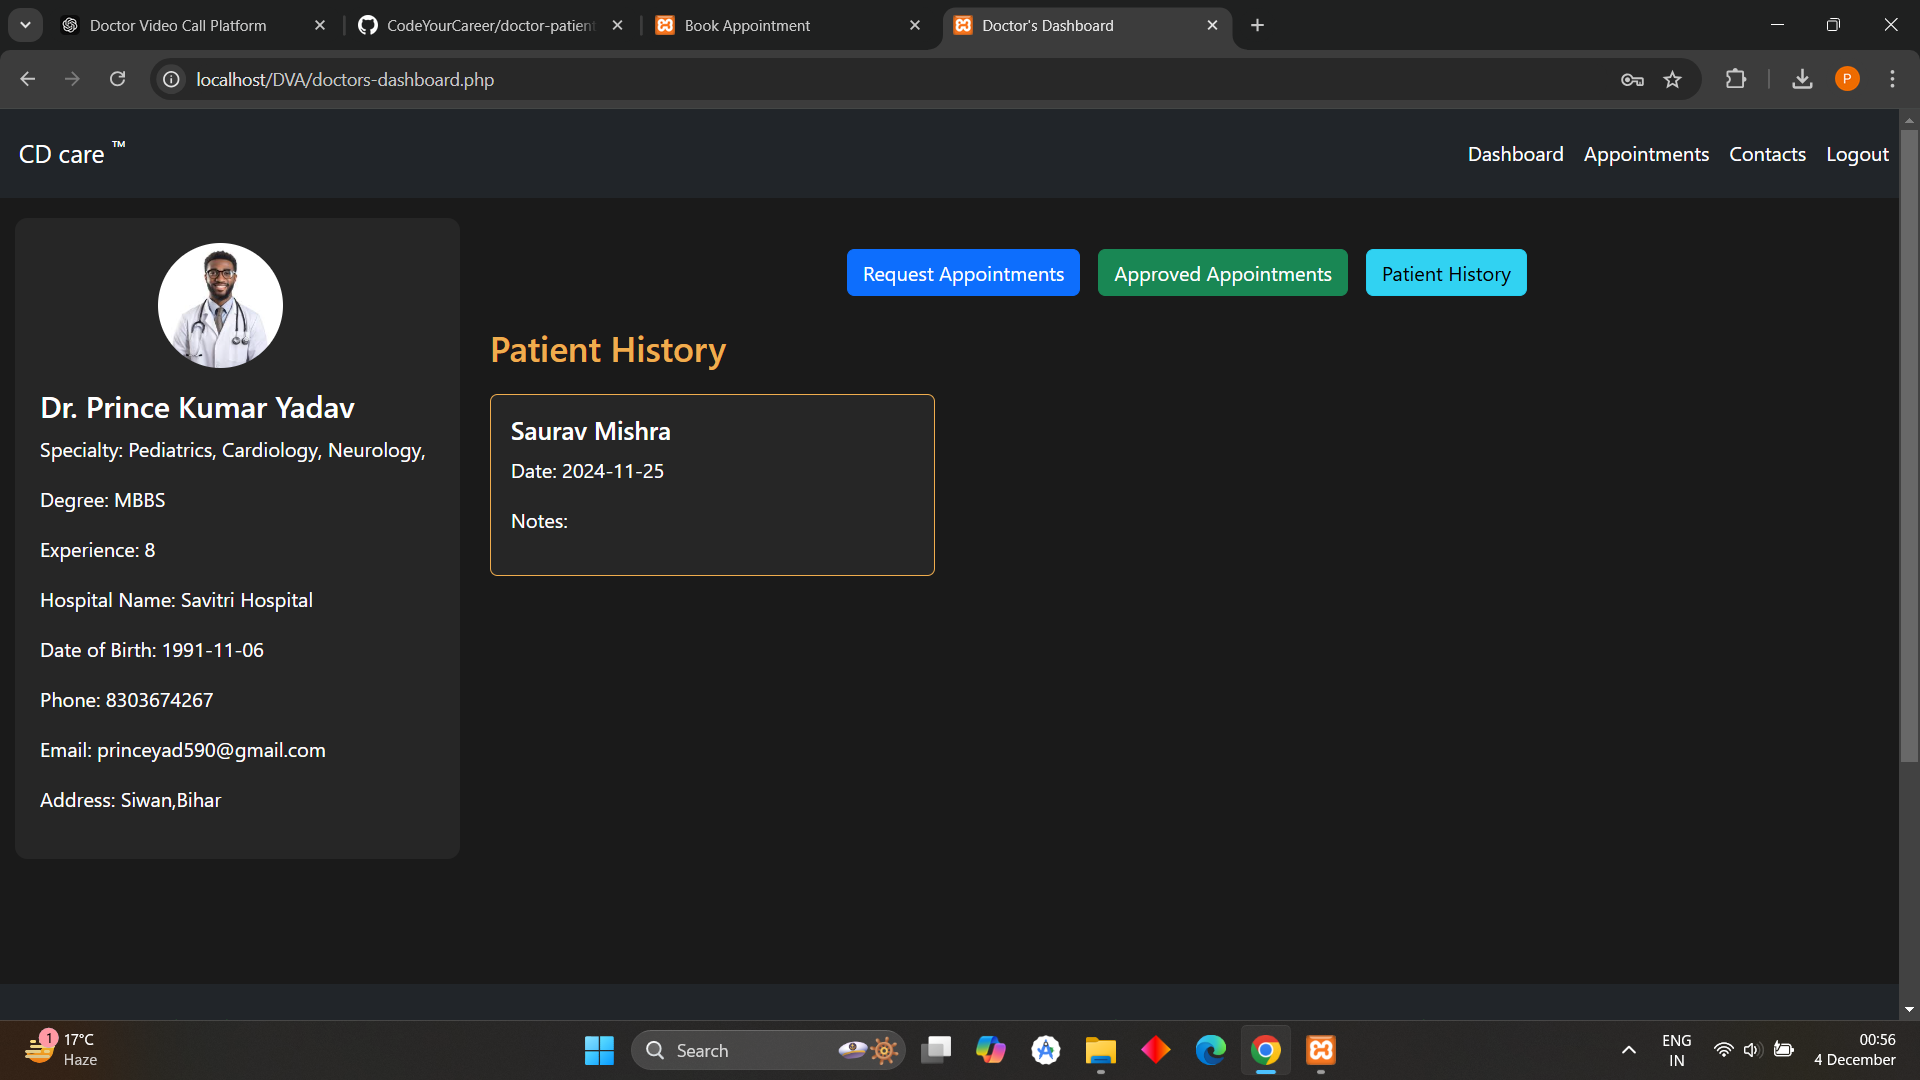 Doctor Video Call Platform
CodeYourCareer/doctor-patient
Book Appointment
Doctor's Dashboard
localhost/DVA/doctors-dashboard.php
P
CD care ™
Dashboard Appointments Contacts Logout
Request Appointments
Approved Appointments
Patient History
Patient History
Saurav Mishra
Date: 2024-11-25
Notes:
Dr. Prince Kumar Yadav
Specialty: Pediatrics, Cardiology, Neurology,
Degree: MBBS
Experience: 8
Hospital Name: Savitri Hospital
Date of Birth: 1991-11-06
Phone: 8303674267
Email: princeyad590@gmail.com
Address: Siwan,Bihar
1
17°C
Haze
Search
ENG
IN
00:56
4 December